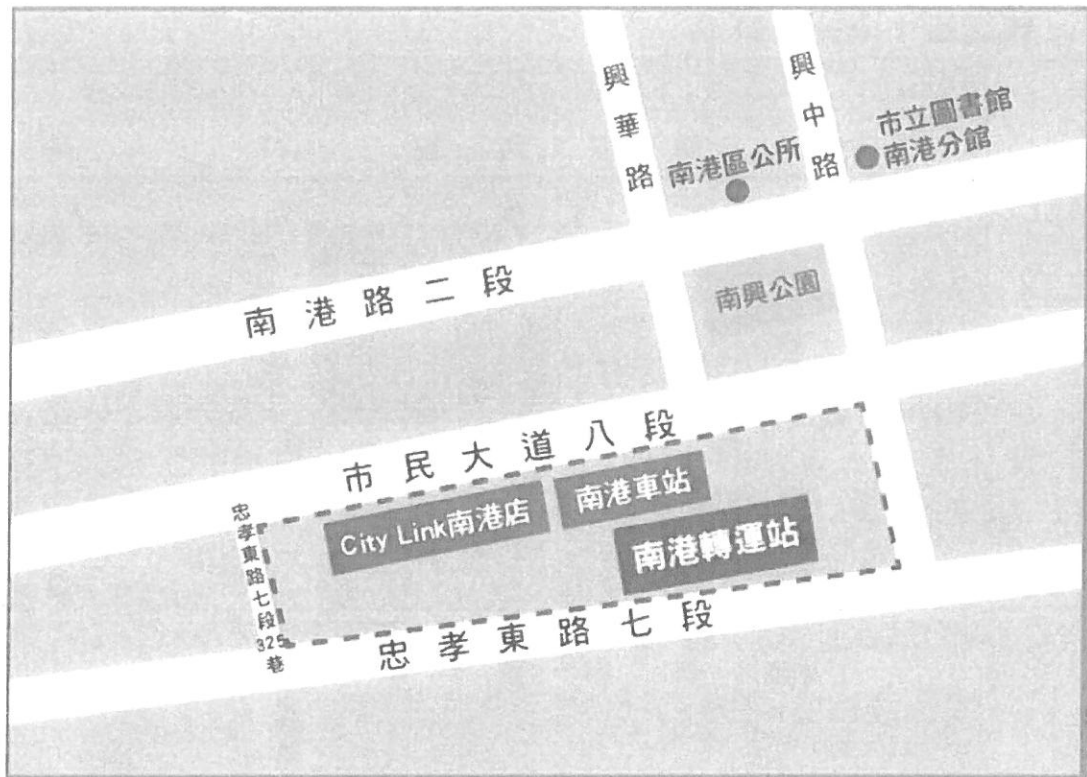 興華路
興中路
市立圖書館
南港分館
南港區公所
南港路二段
南興公園
市民大道八段
City Link南港店
南港車站
南港轉運站
忠孝東路七段325巷
忠孝東路七段